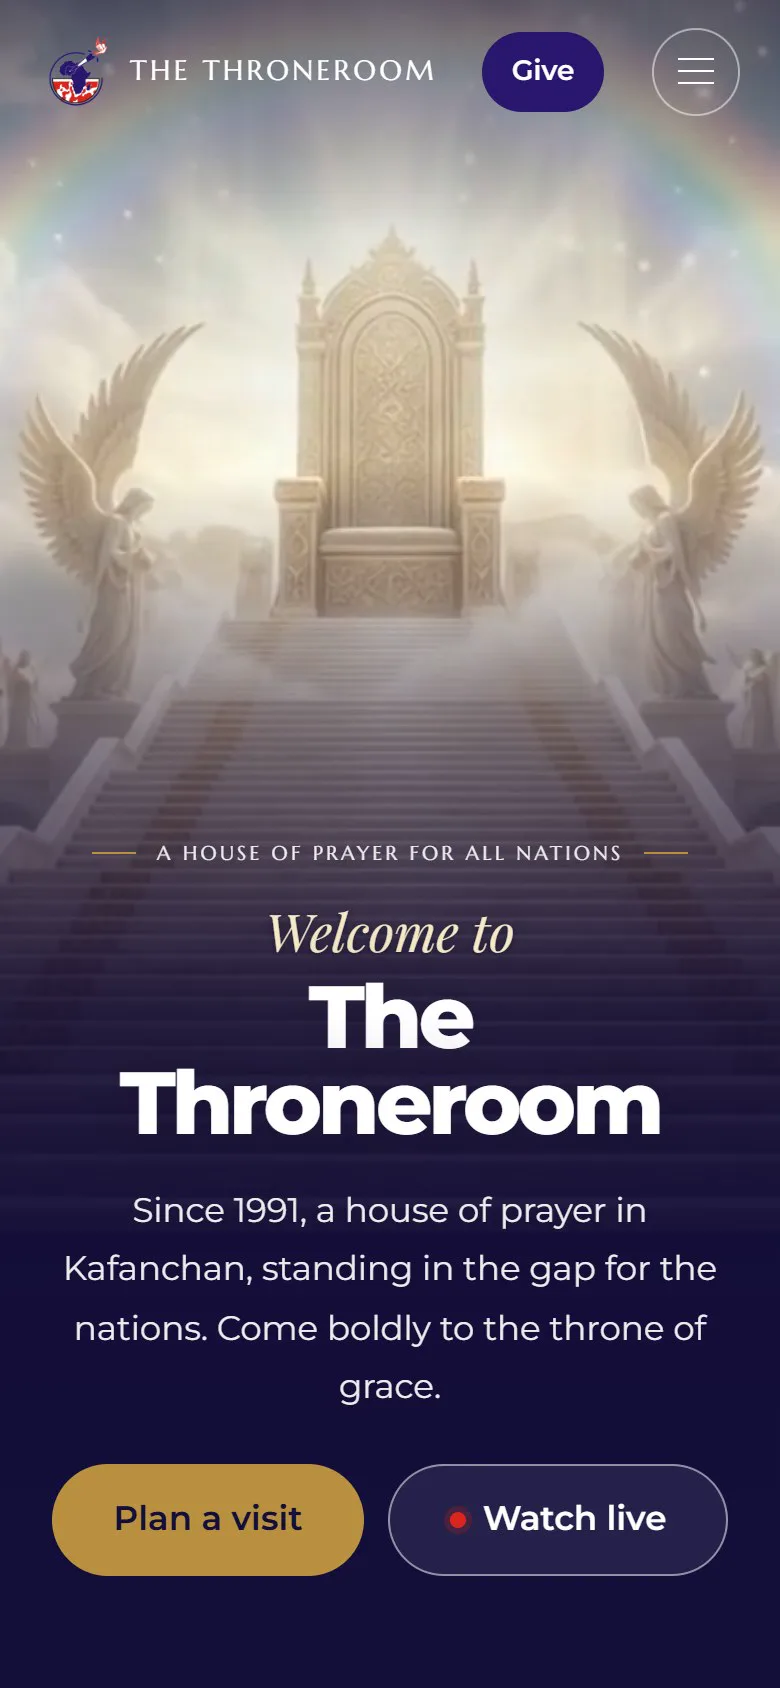 THE THRONEROOM
Give
A HOUSE OF PRAYER FOR ALL NATIONS
Welcome to
The
Throneroom
Since 1991, a house of prayer in
Kafanchan, standing in the gap for the
nations. Come boldly to the throne of
grace.
Plan a visit
Watch live